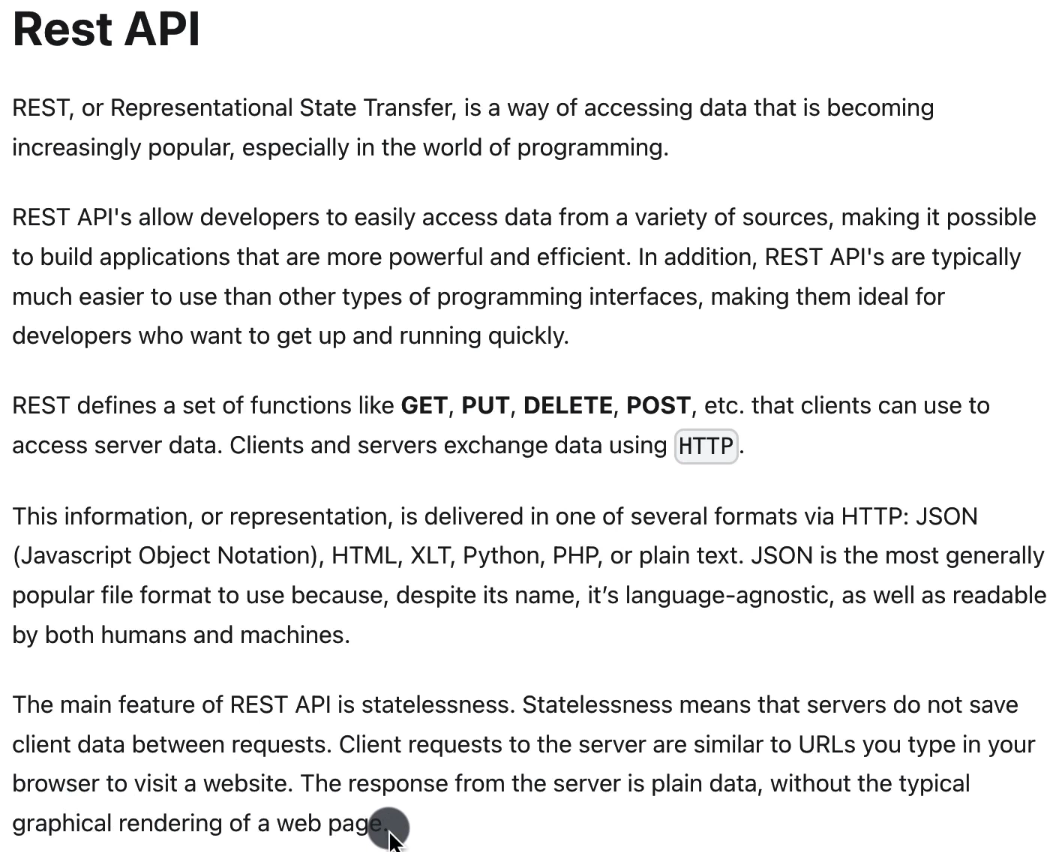 Rest API
REST, or Representational State Transfer, is a way of accessing data that is becoming
increasingly popular, especially in the world of programming.
REST API's allow developers to easily access data from a variety of sources, making it possible
to build applications that are more powerful and efficient. In addition, REST API's are typically
much easier to use than other types of programming interfaces, making them ideal for
developers who want to get up and running quickly.
REST defines a set of functions like GET, PUT, DELETE, POST, etc. that clients can use to
access server data. Clients and servers exchange data using HTTP.
This information, or representation, is delivered in one of several formats via HTTP: JSON
(Javascript Object Notation), HTML, XLT, Python, PHP, or plain text. JSON is the most generally
popular file format to use because, despite its name, it’s language-agnostic, as well as readable
by both humans and machines.
The main feature of REST API is statelessness. Statelessness means that servers do not save
client data between requests. Client requests to the server are similar to URLs you type in your
browser to visit a website. The response from the server is plain data, without the typical
graphical rendering of a web page.